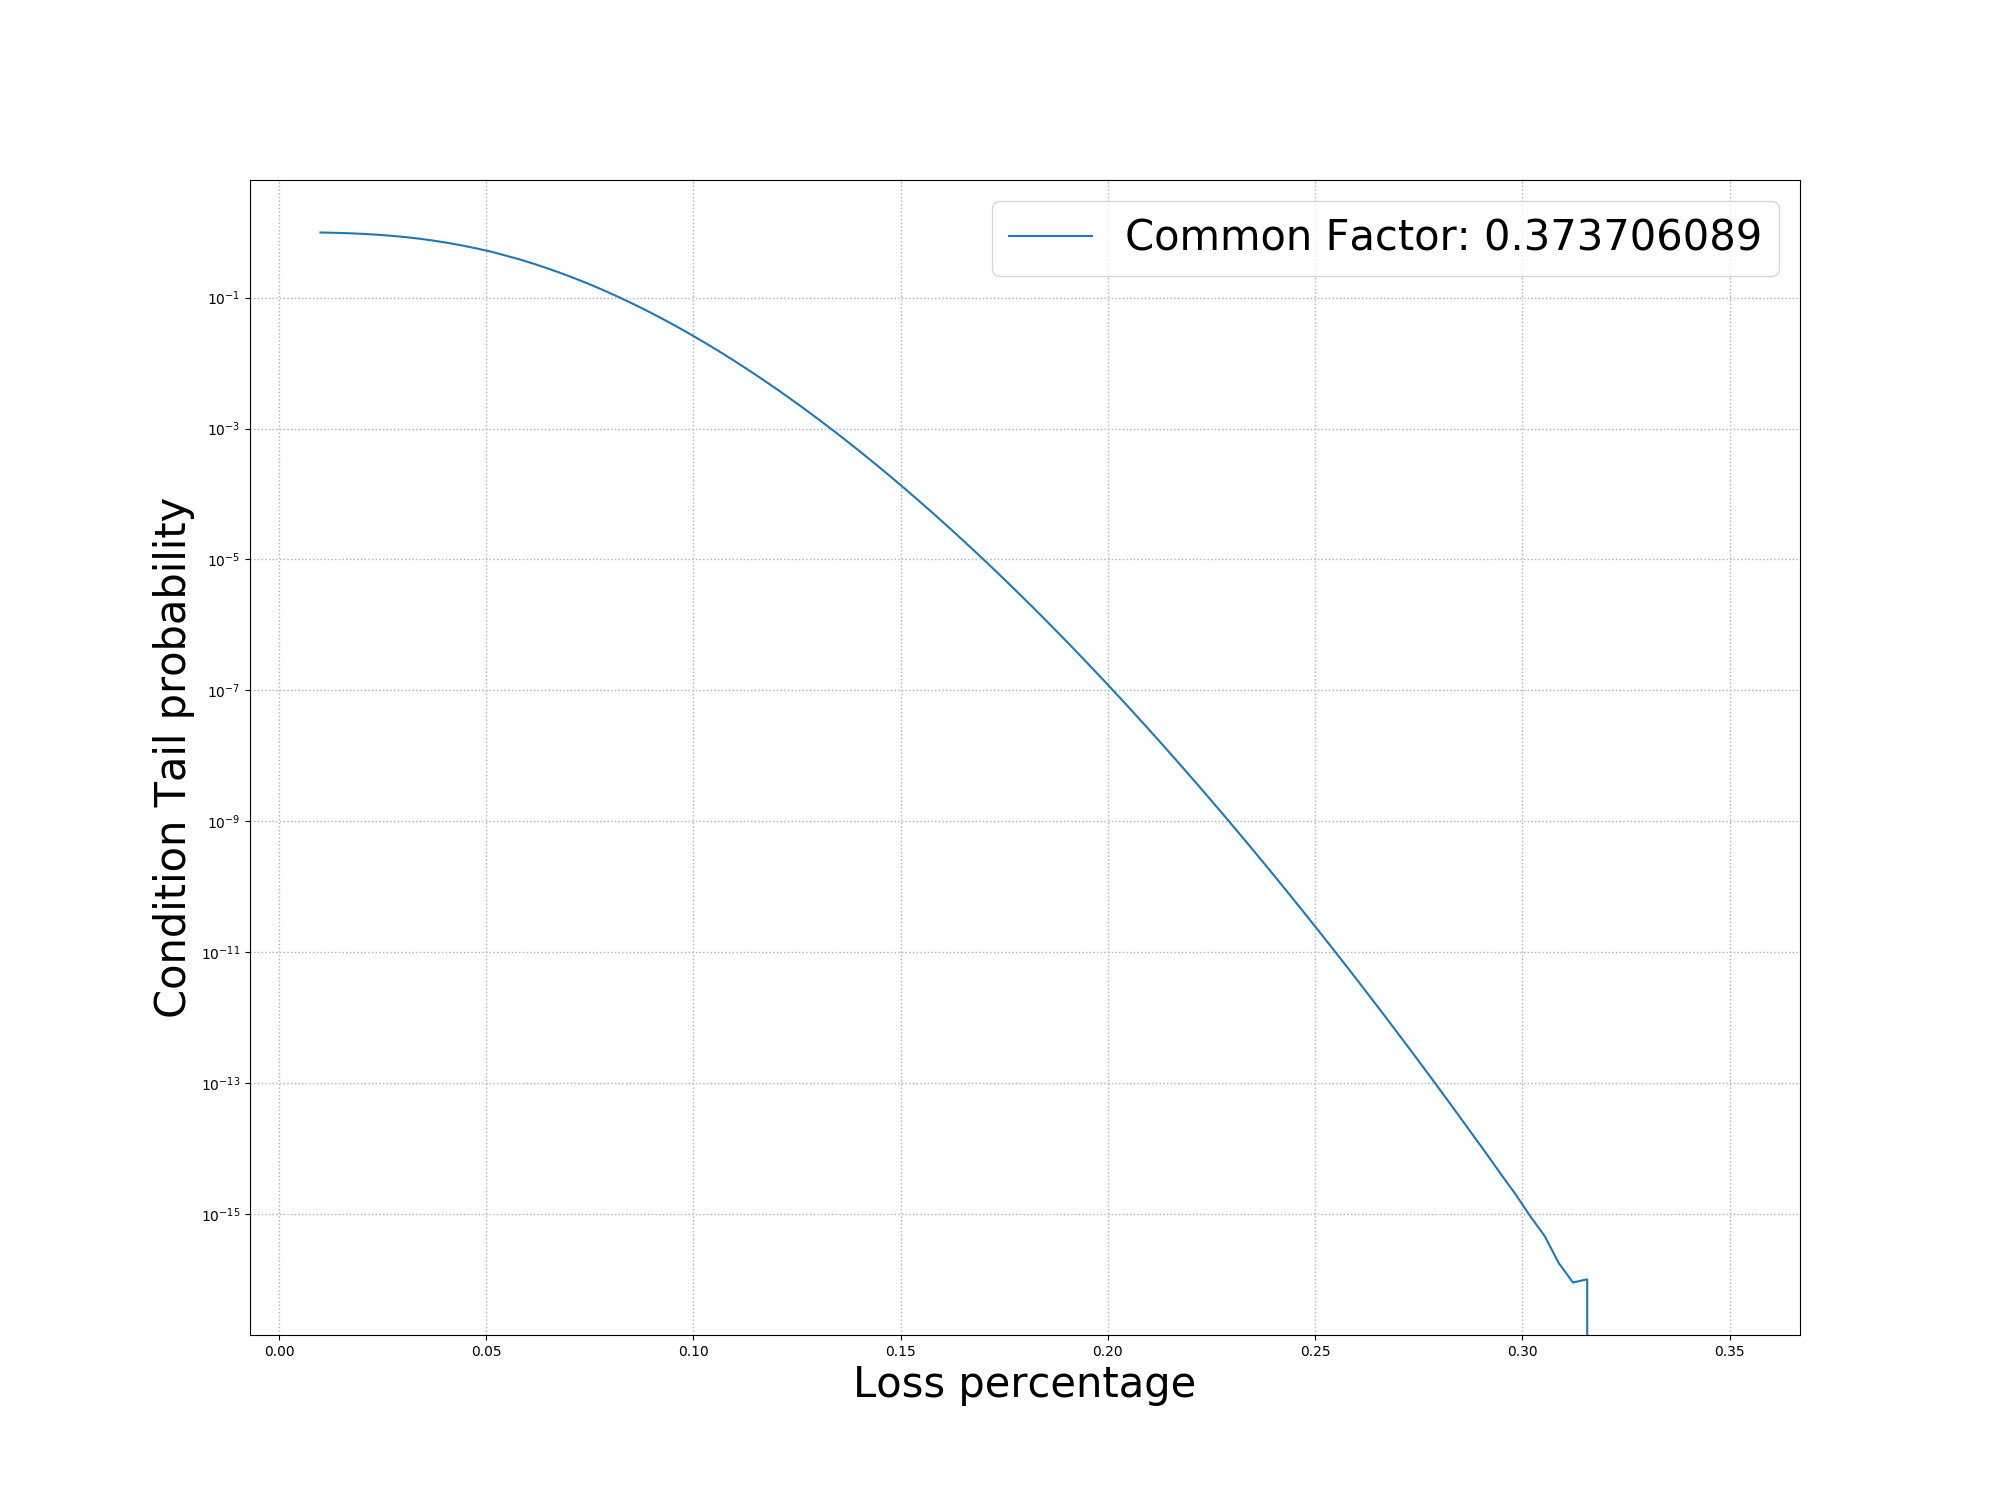 Common Factor: 0.373706089
Condition Tail probability
10⁻¹
10⁻³
10⁻⁵
10⁻⁷
10⁻⁹
10⁻¹¹
10⁻¹³
10⁻¹⁵
0.00 0.05 0.10 0.15 0.20 0.25 0.30 0.35
Loss percentage